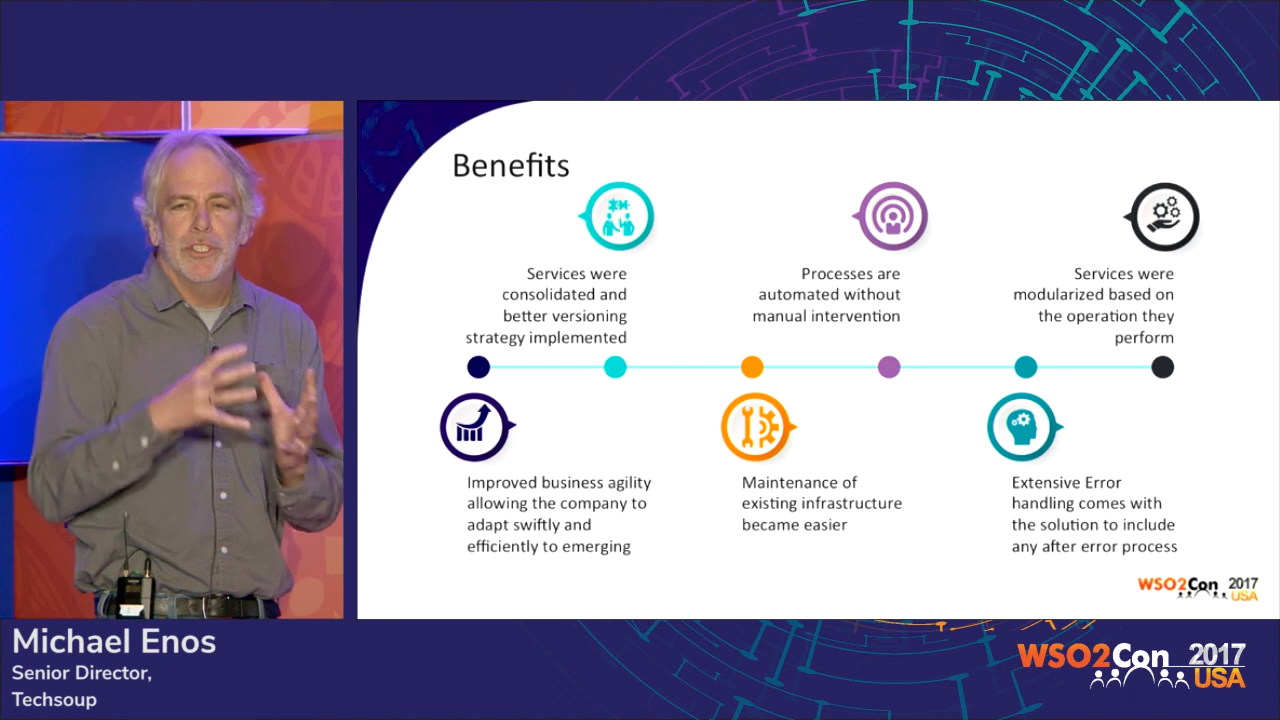 Benefits
Services were
consolidated and
better versioning
strategy implemented
Processes are
automated without
manual intervention
Services were
modularized based on
the operation they
perform
Improved business agility
allowing the company to
adapt swiftly and
efficiently to emerging
Maintenance of
existing infrastructure
became easier
Extensive Error
handling comes with
the solution to include
any after error process
WSO2Con 2017
USA
Michael Enos
Senior Director,
Techsoup
WSO2Con 2017
USA